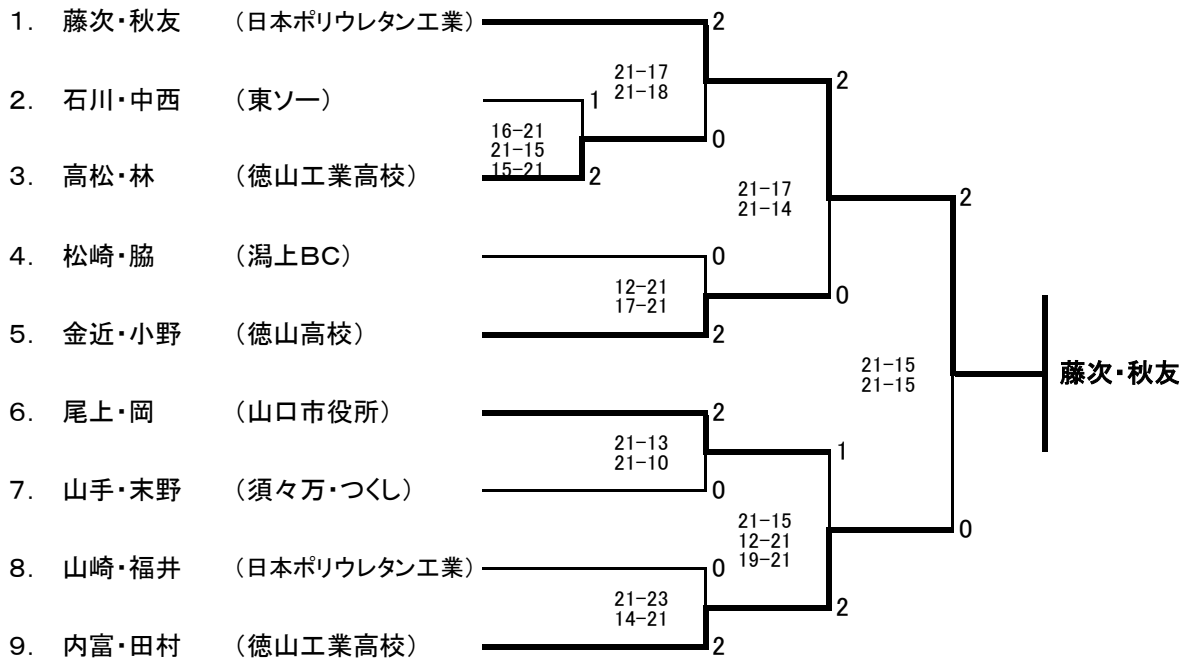 1. 藤次・秋友 (日本ポリウレタン工業) 2
21-17
21-18
2
2. 石川・中西 (東ソー) 1
16-21
21-15
15-21
0
3. 高松・林 (徳山工業高校) 2
21-17
21-14
2
4. 松崎・脇 (潟上BC) 0
12-21
17-21
0
5. 金近・小野 (徳山高校) 2
21-15
21-15
藤次・秋友
6. 尾上・岡 (山口市役所) 2
21-13
21-10
1
7. 山手・末野 (須々万・つくし) 0
21-15
12-21
19-21
0
8. 山崎・福井 (日本ポリウレタン工業) 0
21-23
14-21
2
9. 内富・田村 (徳山工業高校) 2